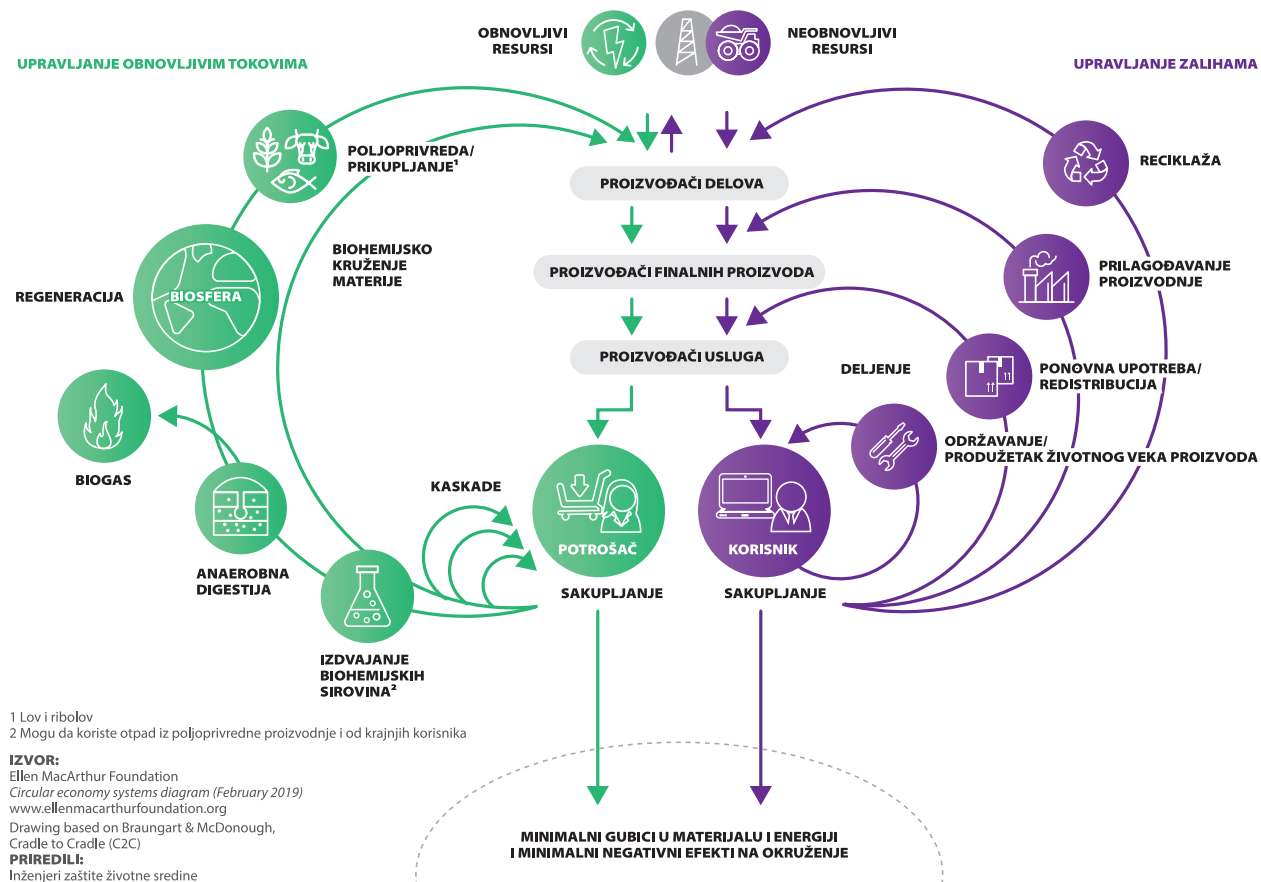 OBNOVLJIVI
RESURSI
NEOBNOVLJIVI
RESURSI
UPRAVLJANJE OBNOVLJIVIM TOKOVIMA
UPRAVLJANJE ZALIHAMA
POLJOPRIVREDA/
PRIKUPLJANJE¹
RECIKLAŽA
PROIZVOĐAČI DELOVA
BIOHEMIJSKO
KRUŽENJE
MATERIJE
PROIZVOĐAČI FINALNIH PROIZVODA
PRILAGOĐAVANJE
PROIZVODNJE
REGENERACIJA
BIOSFERA
PROIZVOĐAČI USLUGA
DELJENJE
PONOVNA UPOTREBA/
REDISTRIBUCIJA
ODRŽAVANJE/
PRODUŽETAK ŽIVOTNOG VEKA PROIZVODA
BIOGAS
KASKADE
POTROŠAČ
KORISNIK
ANAEROBNA
DIGESTIJA
SAKUPLJANJE
SAKUPLJANJE
IZDVAJANJE
BIOHEMIJSKIH
SIROVINA²
1 Lov i ribolov
2 Mogu da koriste otpad iz poljoprivredne proizvodnje i od krajnjih korisnika
IZVOR:
Ellen MacArthur Foundation
Circular economy systems diagram (February 2019)
www.ellenmacarthurfoundation.org
Drawing based on Braungart & McDonough,
Cradle to Cradle (C2C)
PRIREDILI:
Inženjeri zaštite životne sredine
MINIMALNI GUBICI U MATERIJALU I ENERGIJI
I MINIMALNI NEGATIVNI EFEKTI NA OKRUŽENJE